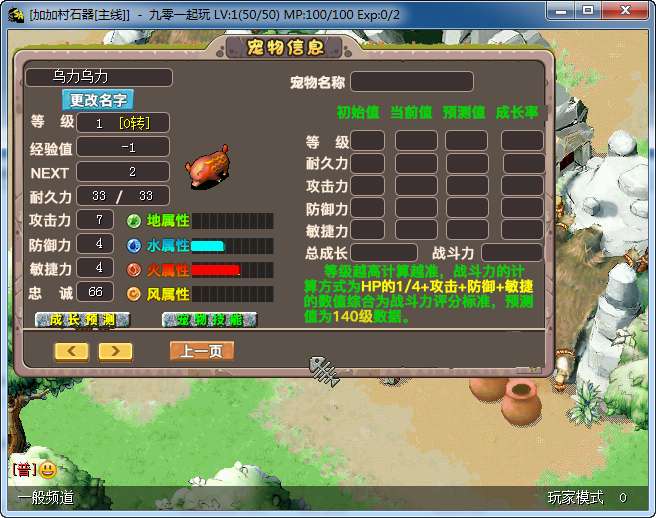 [加加村石器[主线]] - 九零一起玩 LV:1(50/50) MP:100/100 Exp:0/2
宠物信息
乌力乌力
更改名字
等 级 1 [0转]
经验值 -1
NEXT 2
耐久力 33 / 33
攻击力 7
防御力 4
敏捷力 4
忠 诚 66
地属性
水属性
火属性
风属性
成长预测
宠物技能
< >
上一页
宠物名称
初始值 当前值 预测值 成长率
等 级
耐久力
攻击力
防御力
敏捷力
总成长 战斗力
等级越高计算越准，战斗力的计
算方式为HP的1/4+攻击+防御+敏捷
的数值综合为战斗力评分标准，预测
值为140级数据。
[普]
一般频道
玩家模式 0